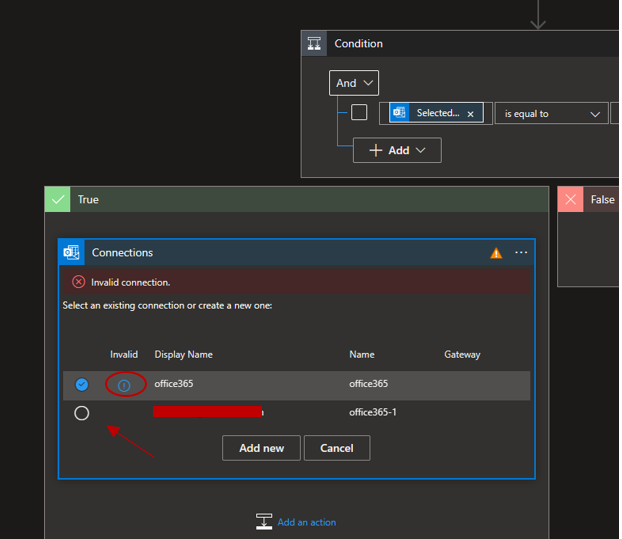 Condition
And
Selected... x
is equal to
+ Add
True
False
Connections
Invalid connection.
Select an existing connection or create a new one:
Invalid Display Name Name Gateway
office365 office365
office365-1
Add new Cancel
Add an action